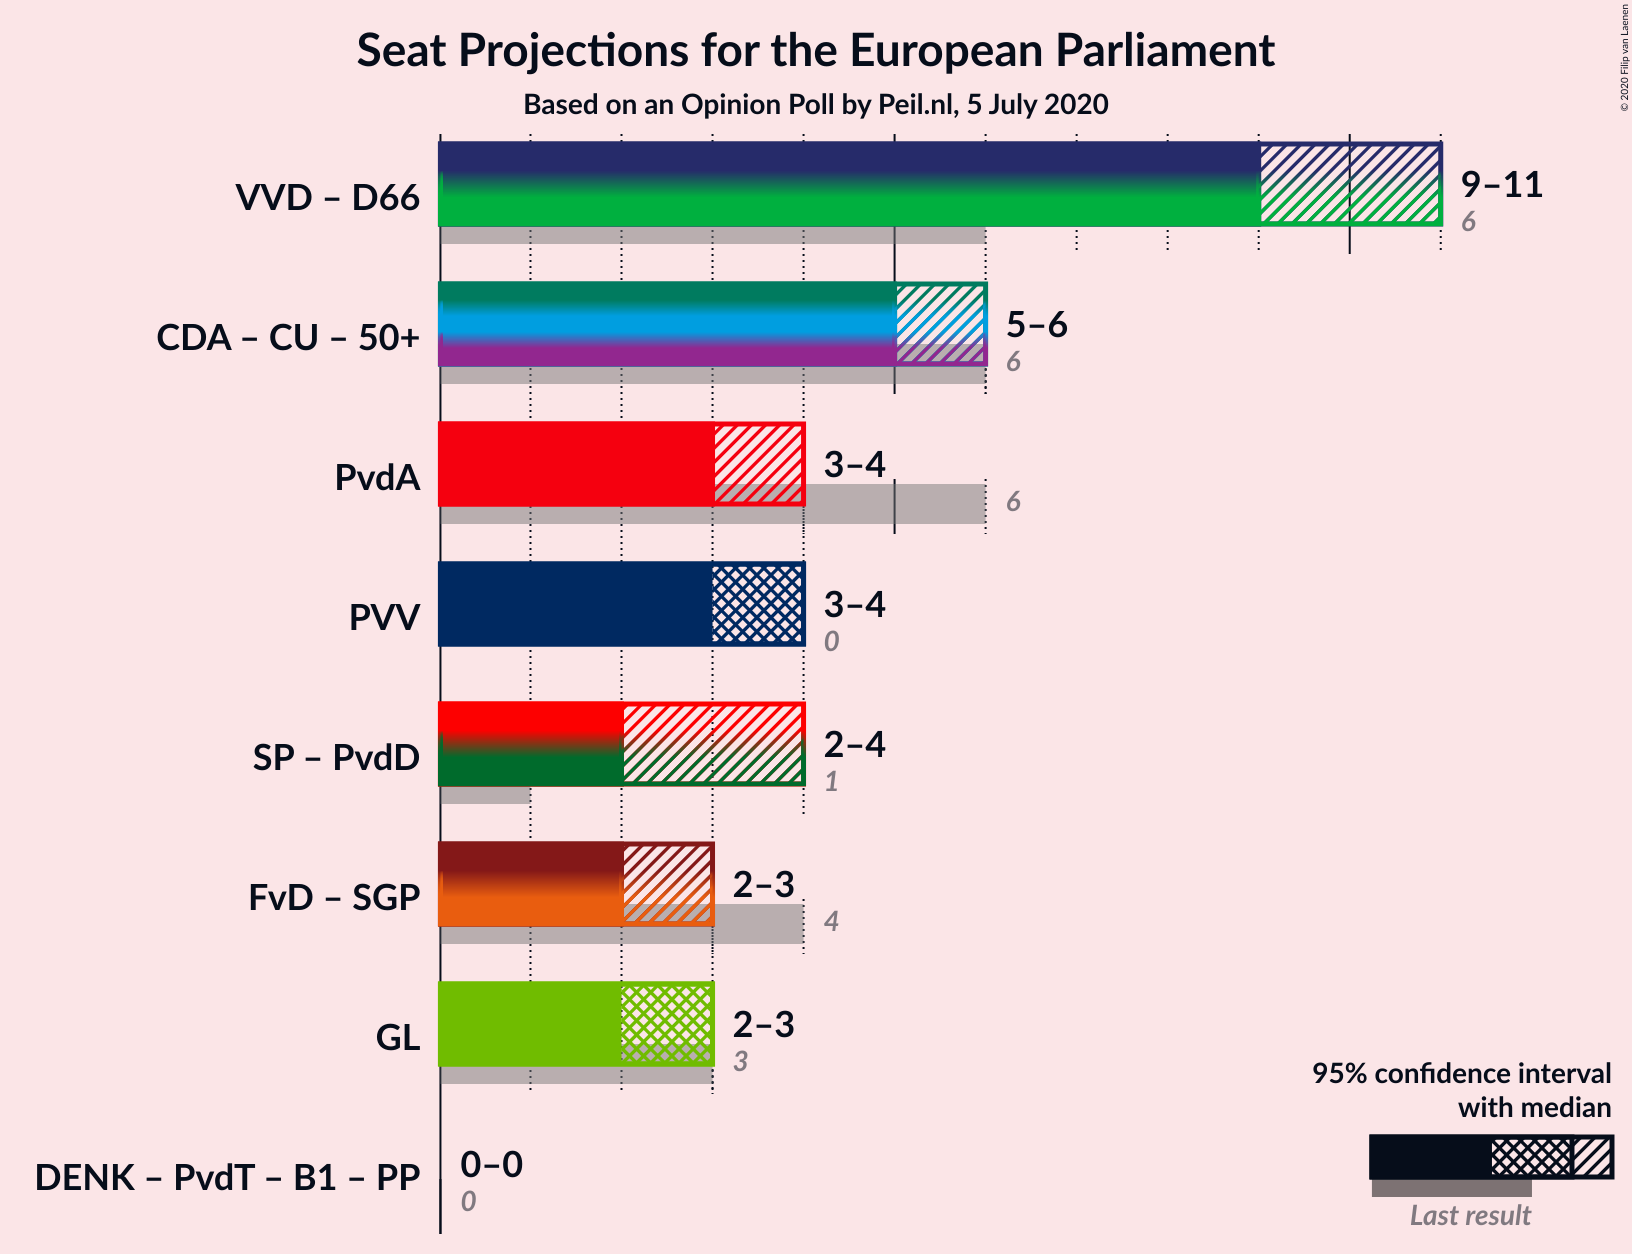 Seat Projections for the European Parliament
Based on an Opinion Poll by Peil.nl, 5 July 2020
© 2020 Filip van Laenen
VVD – D66
9–11
6
CDA – CU – 50+
5–6
6
PvdA
3–4
6
PVV
3–4
0
SP – PvdD
2–4
1
FvD – SGP
2–3
4
GL
2–3
3
DENK – PvdT – B1 – PP
0–0
0
95% confidence interval
with median
Last result